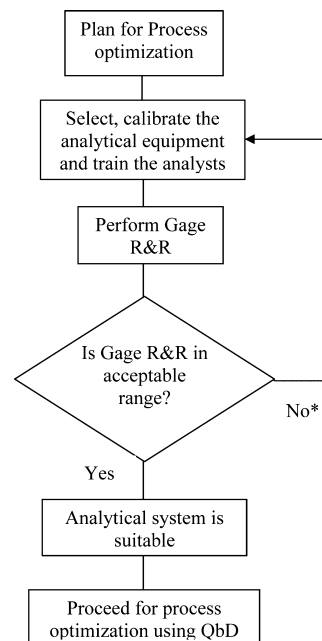 Plan for Process
optimization
Select, calibrate the
analytical equipment
and train the analysts
Perform Gage
R&R
Is Gage R&R in
acceptable
range?
No*
Yes
Analytical system is
suitable
Proceed for process
optimization using QbD